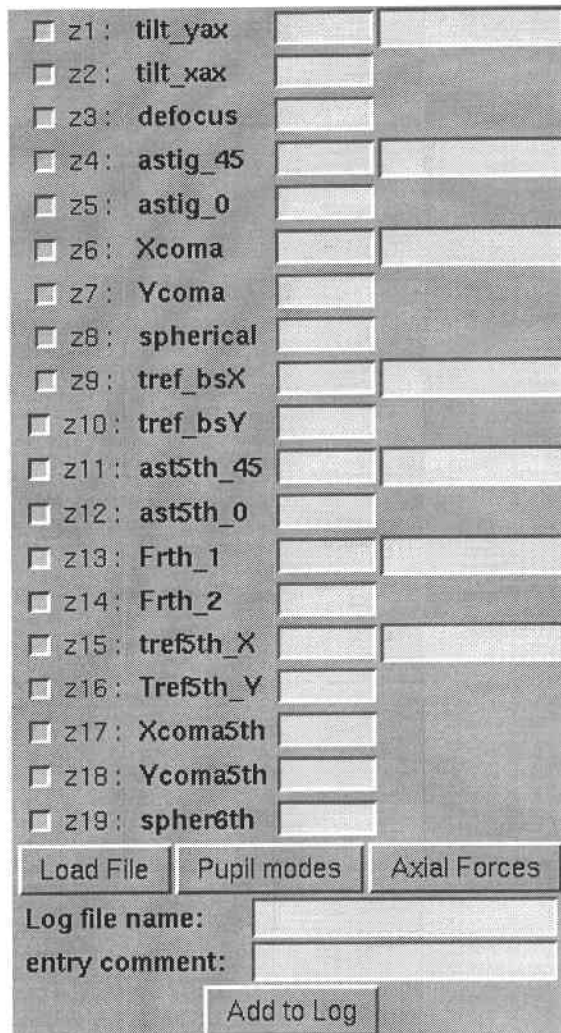 z1: tilt_yax
z2: tilt_xax
z3: defocus
z4: astig_45
z5: astig_0
z6: Xcoma
z7: Ycoma
z8: spherical
z9: tref_bsX
z10: tref_bsY
z11: ast5th_45
z12: ast5th_0
z13: Frth_1
z14: Frth_2
z15: tref5th_X
z16: Tref5th_Y
z17: Xcoma5th
z18: Ycoma5th
z19: spher6th
Load File Pupil modes Axial Forces
Log file name:
entry comment:
Add to Log